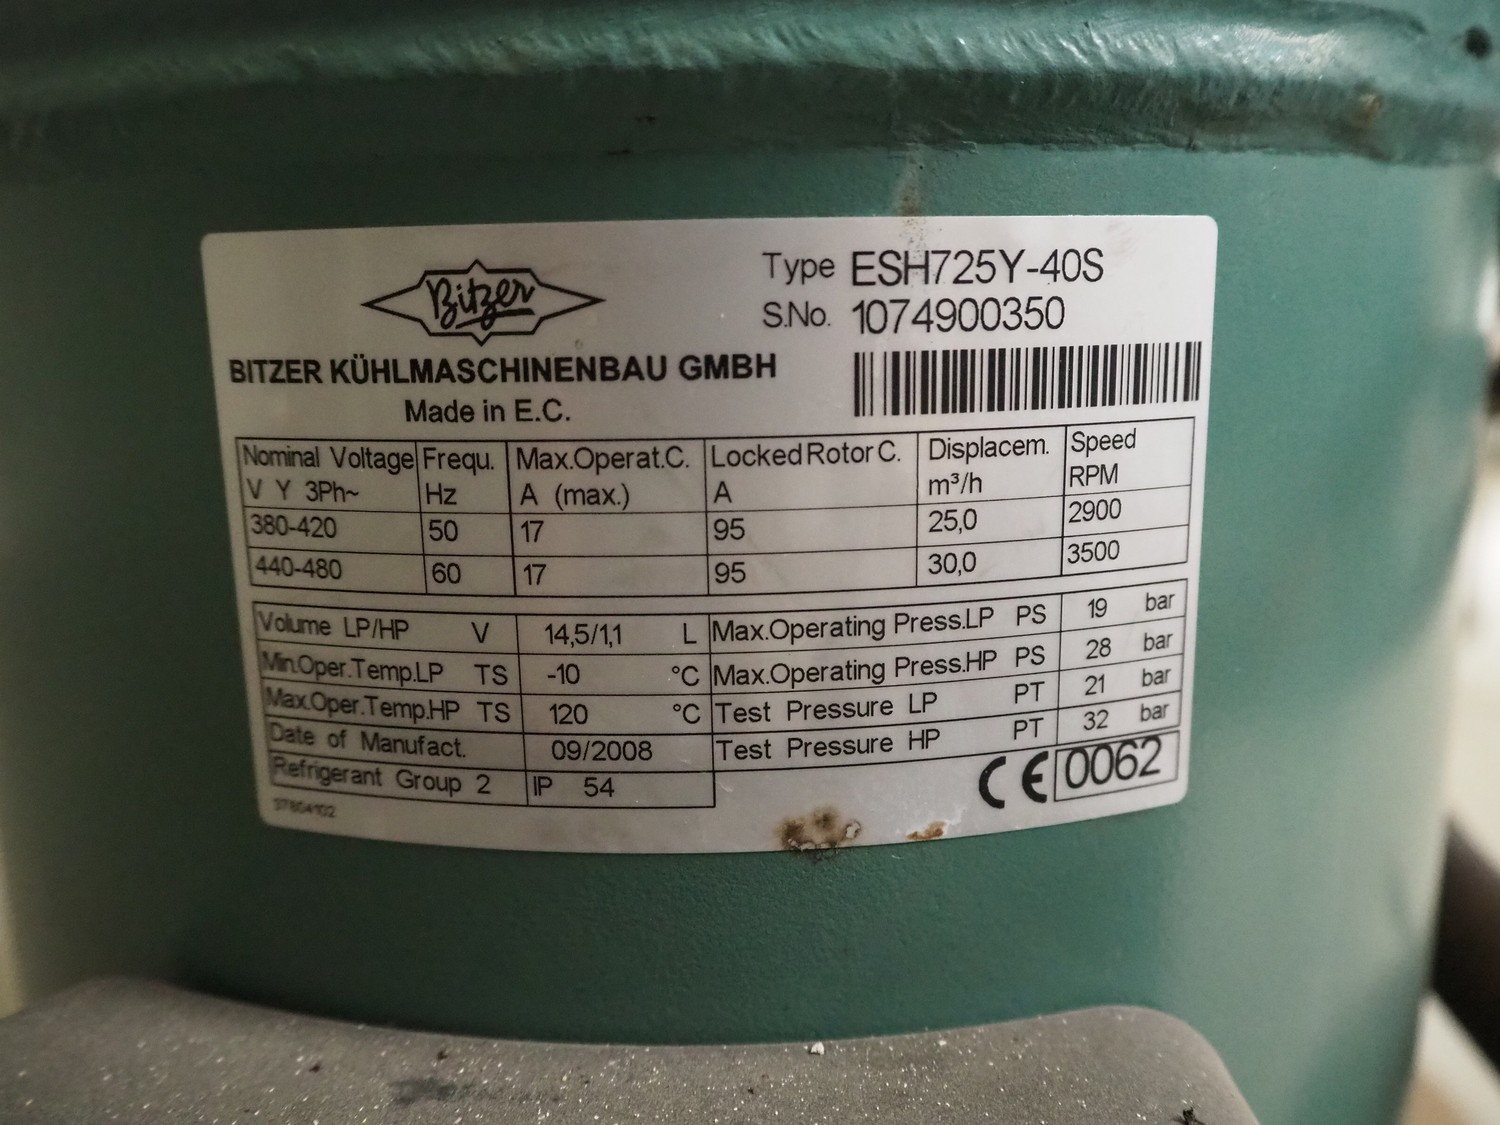 Bitzer
Type ESH725Y-40S
S.No. 1074900350
BITZER KÜHLMASCHINENBAU GMBH
Made in E.C.
Nominal Voltage Frequ. Max.Operat.C. Locked Rotor C. Displacem. Speed
V Y 3Ph~ Hz A (max.) A m³/h RPM
380-420 50 17 95 25,0 2900
440-480 60 17 95 30,0 3500
Volume LP/HP V 14,5/1,1 L Max.Operating Press.LP PS 19 bar
Min.Oper.Temp.LP TS -10 °C Max.Operating Press.HP PS 28 bar
Max.Oper.Temp.HP TS 120 °C Test Pressure LP PT 21 bar
Date of Manufact. 09/2008 Test Pressure HP PT 32 bar
Refrigerant Group 2 IP 54 CE 0062
37804102